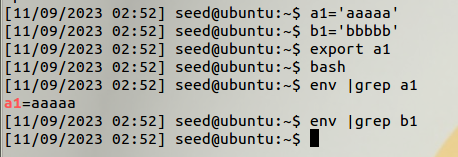 [11/09/2023 02:52] seed@ubuntu:~$ a1='aaaaa'
[11/09/2023 02:52] seed@ubuntu:~$ b1='bbbbb'
[11/09/2023 02:52] seed@ubuntu:~$ export a1
[11/09/2023 02:52] seed@ubuntu:~$ bash
[11/09/2023 02:52] seed@ubuntu:~$ env |grep a1
a1=aaaaa
[11/09/2023 02:52] seed@ubuntu:~$ env |grep b1
[11/09/2023 02:52] seed@ubuntu:~$